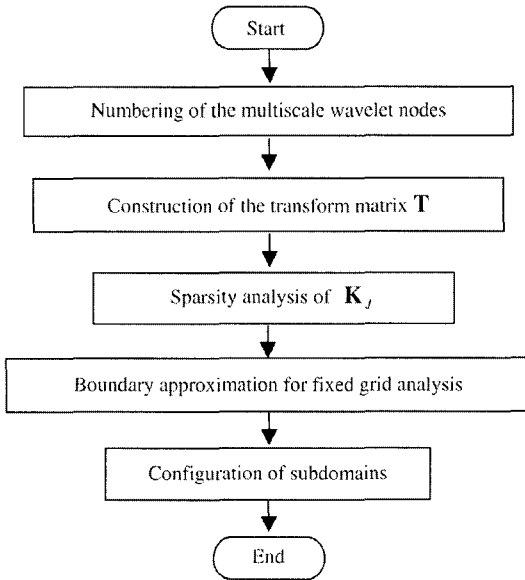 Start
Numbering of the multiscale wavelet nodes
Construction of the transform matrix T
Sparsity analysis of K_J
Boundary approximation for fixed grid analysis
Configuration of subdomains
End